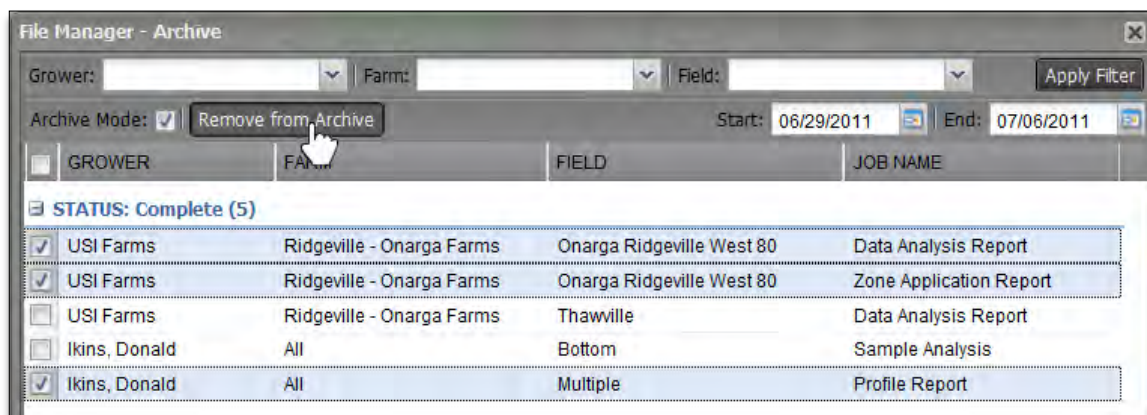 File Manager - Archive
Grower: Farm: Field: Apply Filter
Archive Mode: Remove from Archive Start: 06/29/2011 End: 07/06/2011
GROWER FARM FIELD JOB NAME
STATUS: Complete (5)
USI Farms Ridgeville - Onarga Farms Onarga Ridgeville West 80 Data Analysis Report
USI Farms Ridgeville - Onarga Farms Onarga Ridgeville West 80 Zone Application Report
USI Farms Ridgeville - Onarga Farms Thawville Data Analysis Report
Ikins, Donald All Bottom Sample Analysis
Ikins, Donald All Multiple Profile Report